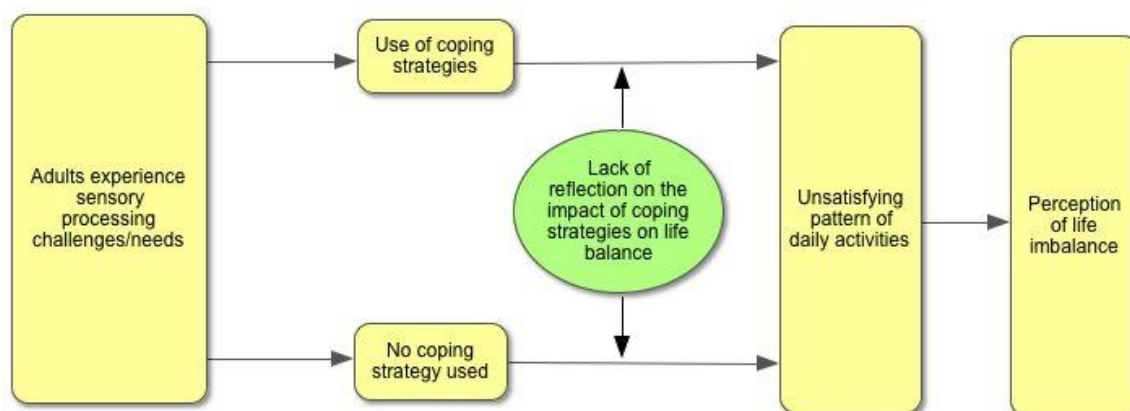 Adults experience
sensory
processing
challenges/needs
Use of coping
strategies
No coping
strategy used
Lack of
reflection on the
impact of coping
strategies on life
balance
Unsatisfying
pattern of
daily activities
Perception
of life
imbalance